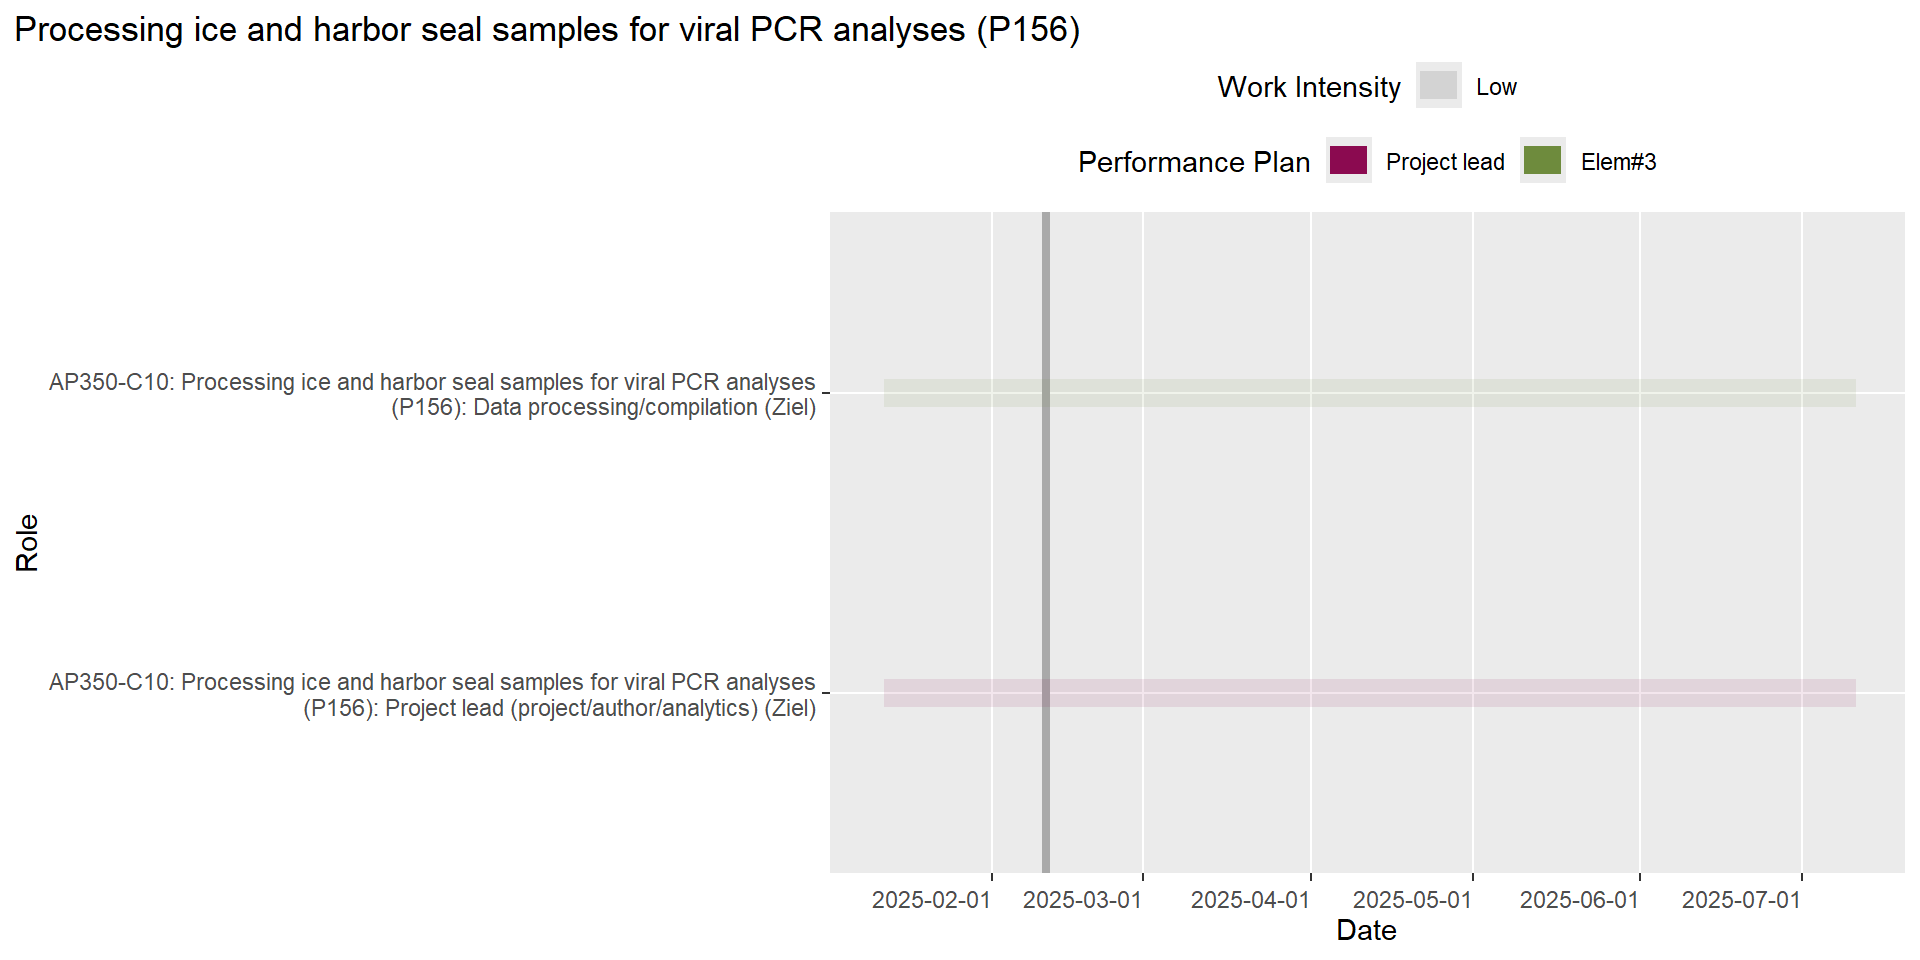 Processing ice and harbor seal samples for viral PCR analyses (P156)
Work Intensity Low
Performance Plan Project lead Elem#3
AP350-C10: Processing ice and harbor seal samples for viral PCR analyses
(P156): Data processing/compilation (Ziel)
Role
AP350-C10: Processing ice and harbor seal samples for viral PCR analyses
(P156): Project lead (project/author/analytics) (Ziel)
2025-02-01 2025-03-01 2025-04-01 2025-05-01 2025-06-01 2025-07-01
Date